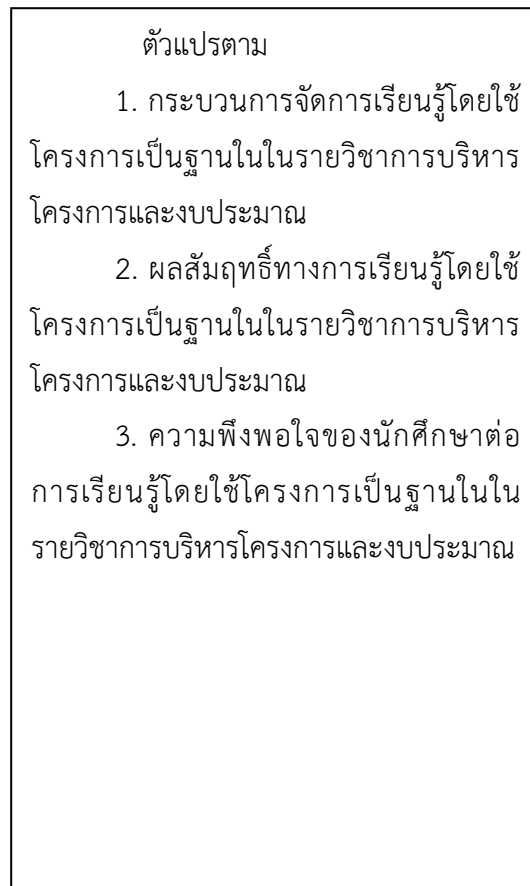 ตัวแปรตาม
1. กระบวนการจัดการเรียนรู้โดยใช้
โครงการเป็นฐานในในรายวิชาการบริหาร
โครงการและงบประมาณ
2. ผลสัมฤทธิ์ทางการเรียนรู้โดยใช้
โครงการเป็นฐานในในรายวิชาการบริหาร
โครงการและงบประมาณ
3. ความพึงพอใจของนักศึกษาต่อ
การเรียนรู้โดยใช้โครงการเป็นฐานในใน
รายวิชาการบริหารโครงการและงบประมาณ